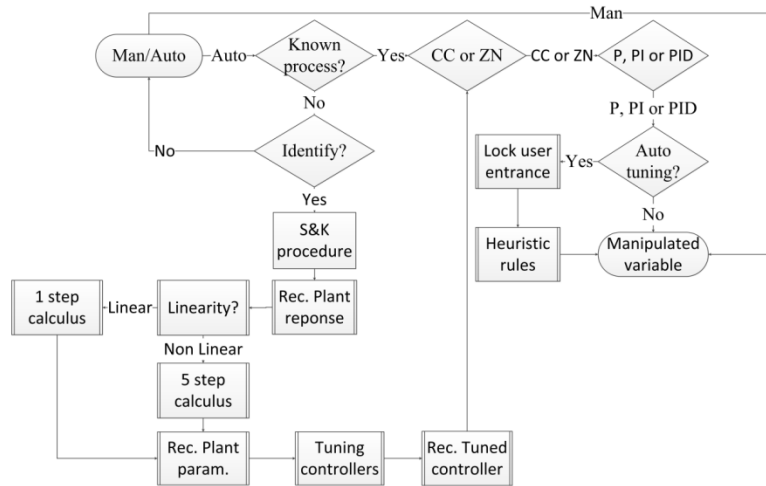 Man
Man/Auto
Auto
Known
process?
Yes
CC or ZN
CC or ZN
P, PI or PID
No
P, PI or PID
No
Identify?
Lock user
entrance
Yes
Auto
tuning?
Yes
No
S&K
procedure
Heuristic
rules
Manipulated
variable
1 step
calculus
Linear
Linearity?
Rec. Plant
reponse
Non Linear
5 step
calculus
Rec. Plant
param.
Tuning
controllers
Rec. Tuned
controller